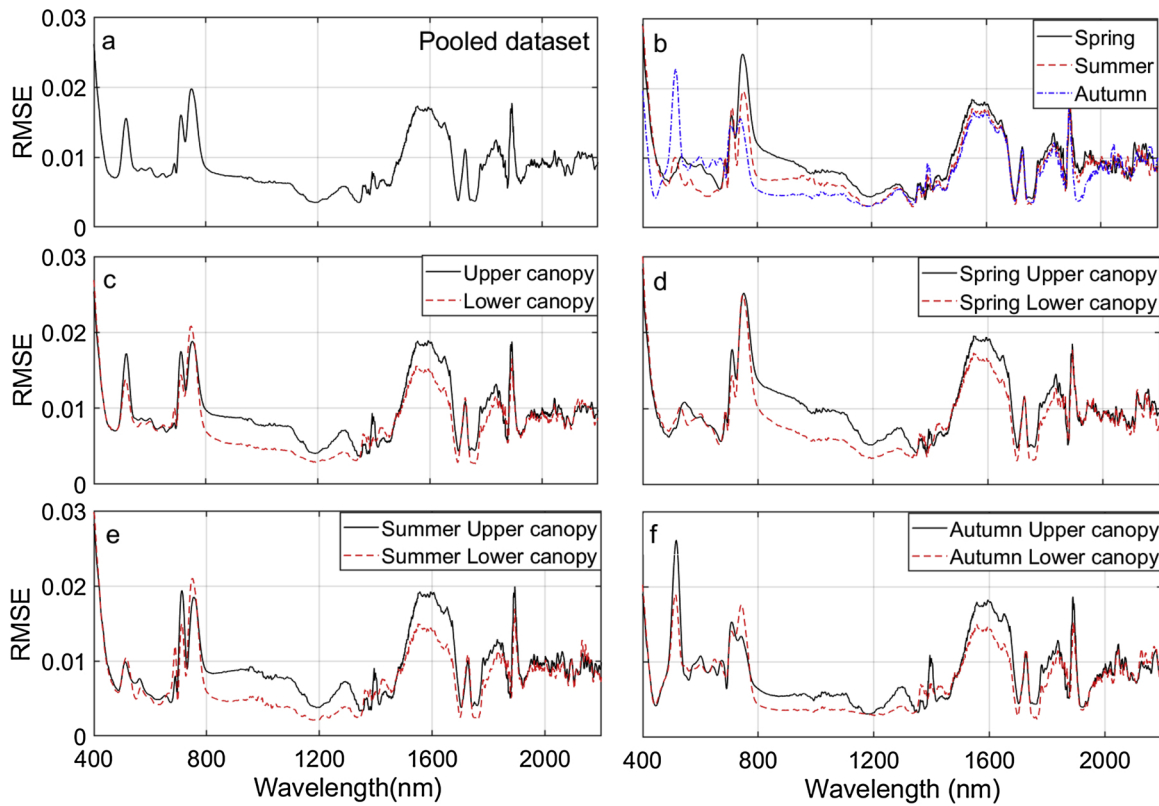 a
Pooled dataset
RMSE
0.03
0.02
0.01
0
b
Spring
Summer
Autumn
c
Upper canopy
Lower canopy
RMSE
0.03
0.02
0.01
0
d
Spring Upper canopy
Spring Lower canopy
e
Summer Upper canopy
Summer Lower canopy
RMSE
0.03
0.02
0.01
0
400 800 1200 1600 2000
Wavelength(nm)
f
Autumn Upper canopy
Autumn Lower canopy
400 800 1200 1600 2000
Wavelength (nm)